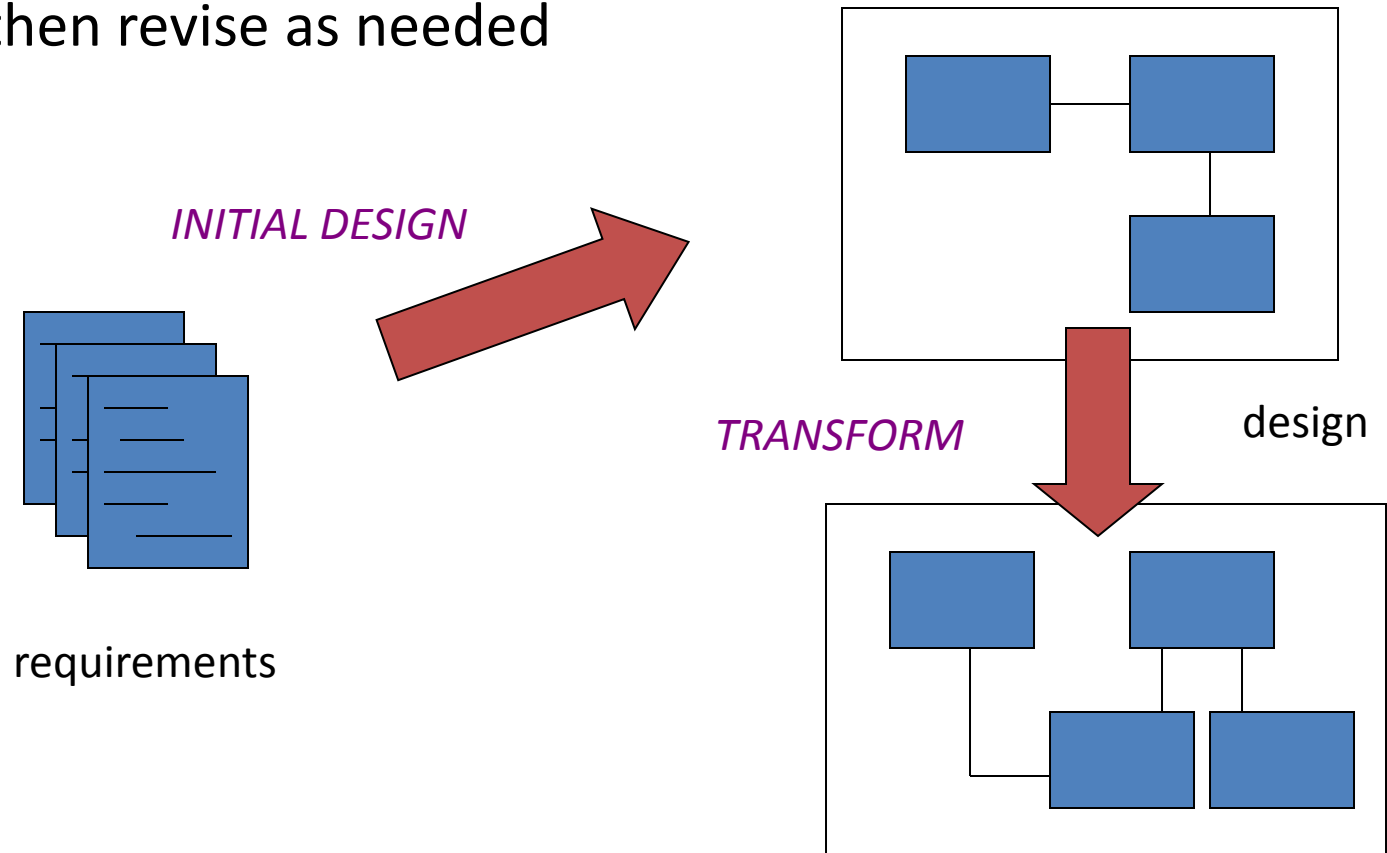 then revise as needed
INITIAL DESIGN
TRANSFORM
design
requirements